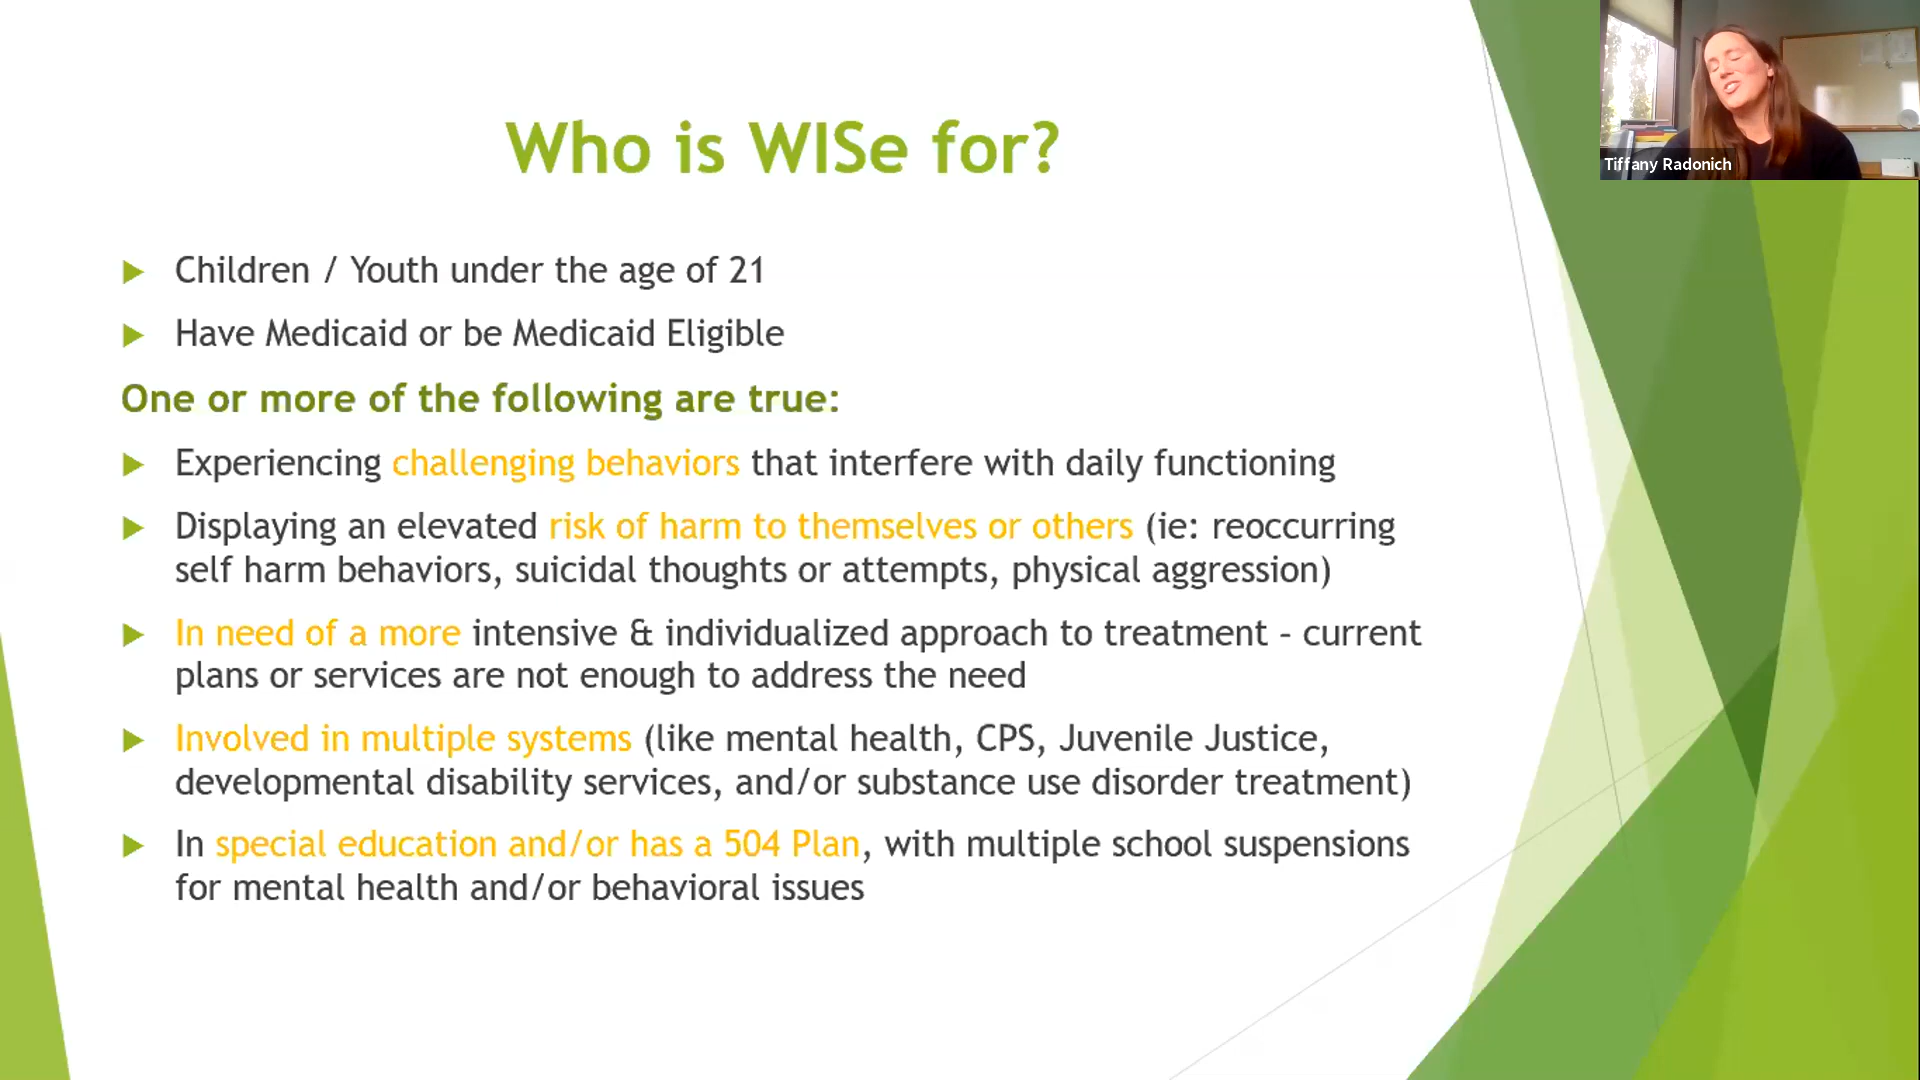 Who is WISe for?
Tiffany Radonich
Children / Youth under the age of 21
Have Medicaid or be Medicaid Eligible
One or more of the following are true:
Experiencing challenging behaviors that interfere with daily functioning
Displaying an elevated risk of harm to themselves or others (ie: reoccurring
self harm behaviors, suicidal thoughts or attempts, physical aggression)
In need of a more intensive & individualized approach to treatment – current
plans or services are not enough to address the need
Involved in multiple systems (like mental health, CPS, Juvenile Justice,
developmental disability services, and/or substance use disorder treatment)
In special education and/or has a 504 Plan, with multiple school suspensions
for mental health and/or behavioral issues